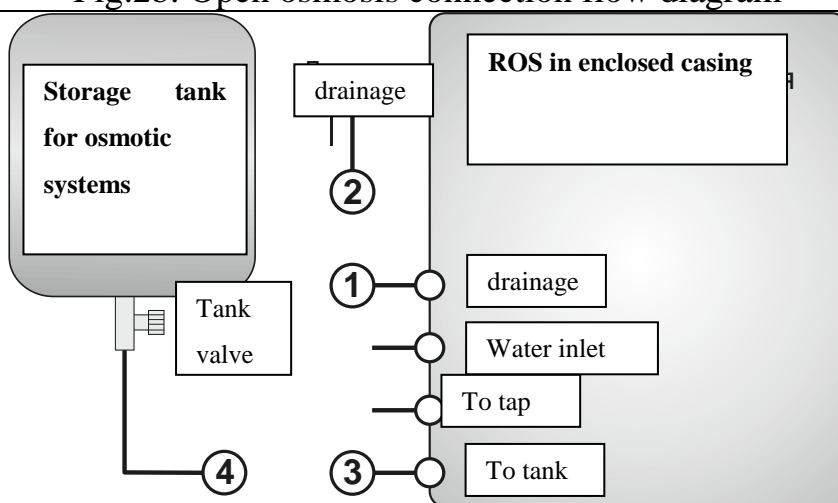 Fig.2b. Open osmosis connection flow diagram
Storage tank
for osmotic
systems
drainage
ROS in enclosed casing
2
1
drainage
Tank
valve
Water inlet
To tap
4
3
To tank